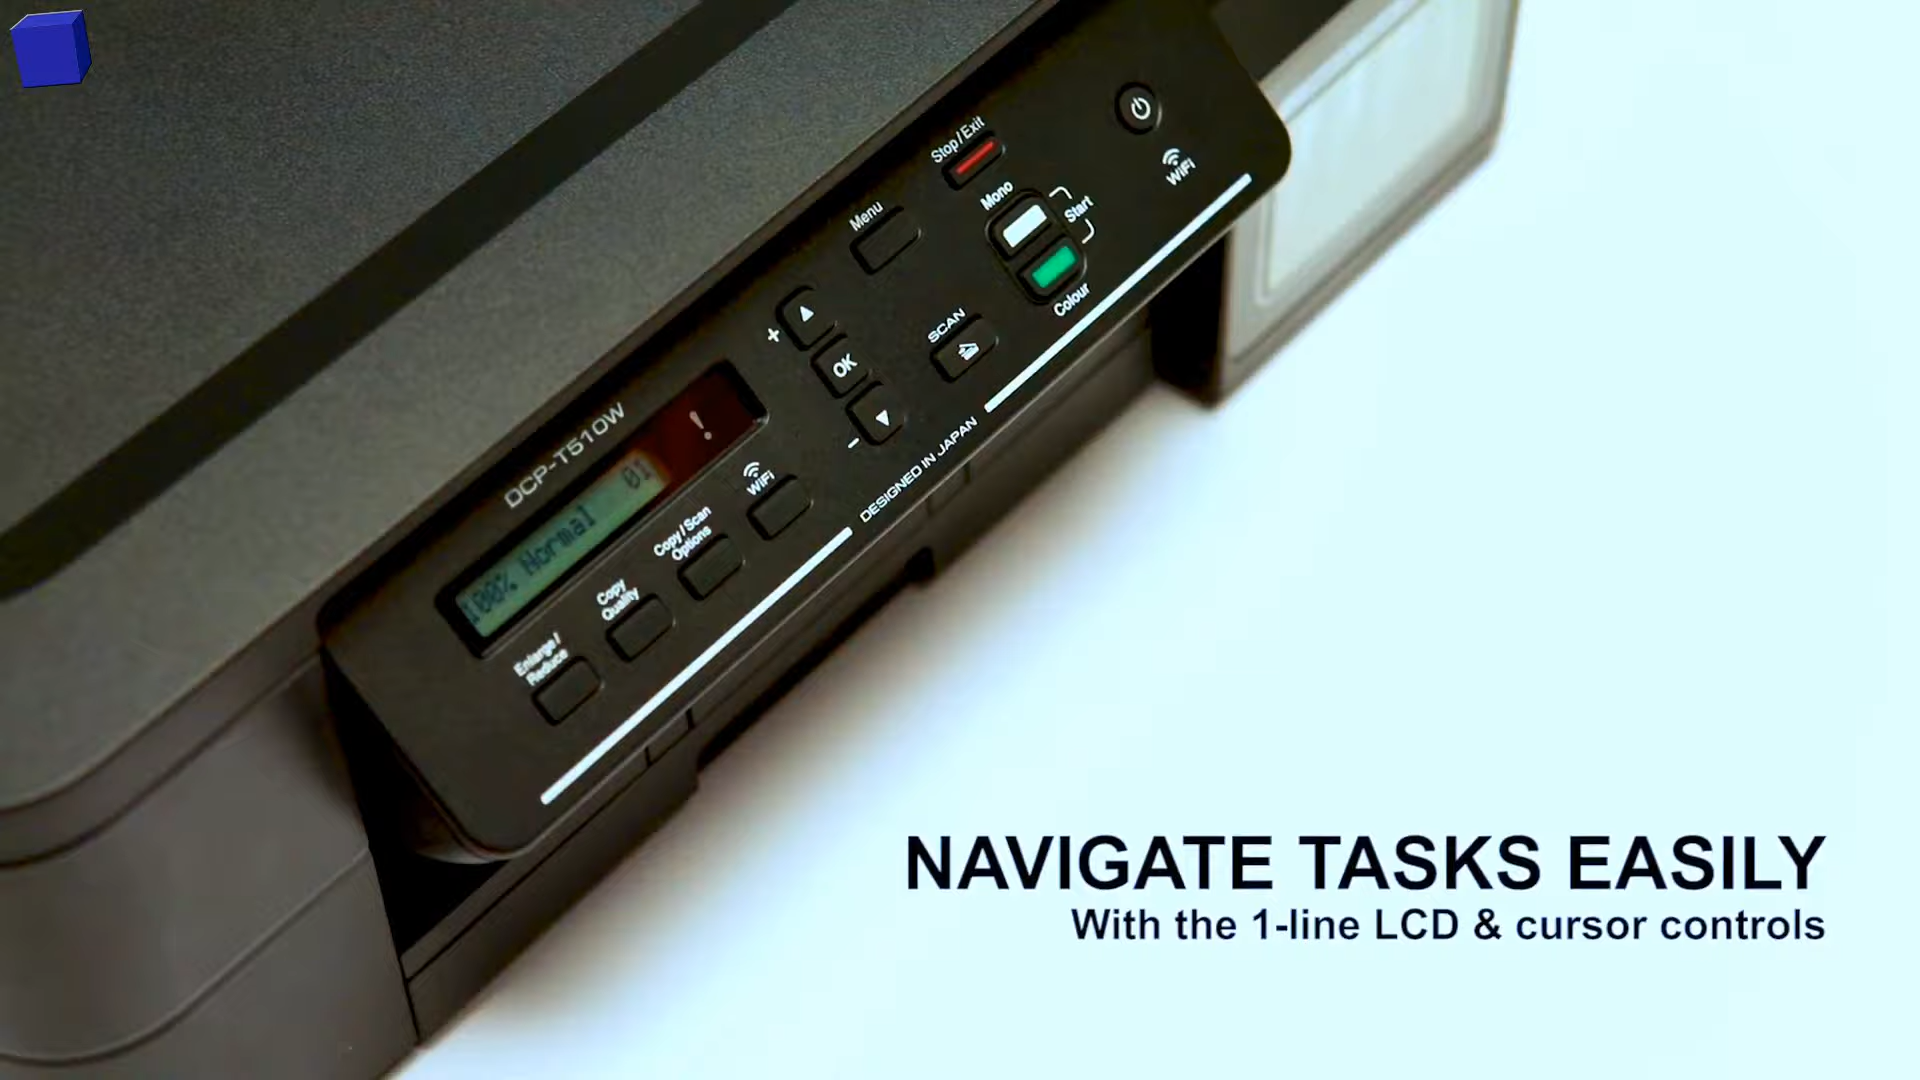 Stop/Exit
WiFi
Mono
Start
Menu
Colour
SCAN
+
OK
-
DCP-T510W
!
01
100% Normal
DESIGNED IN JAPAN
WiFi
Copy/Scan
Options
Copy
Quality
Enlarge/
Reduce
NAVIGATE TASKS EASILY
With the 1-line LCD & cursor controls